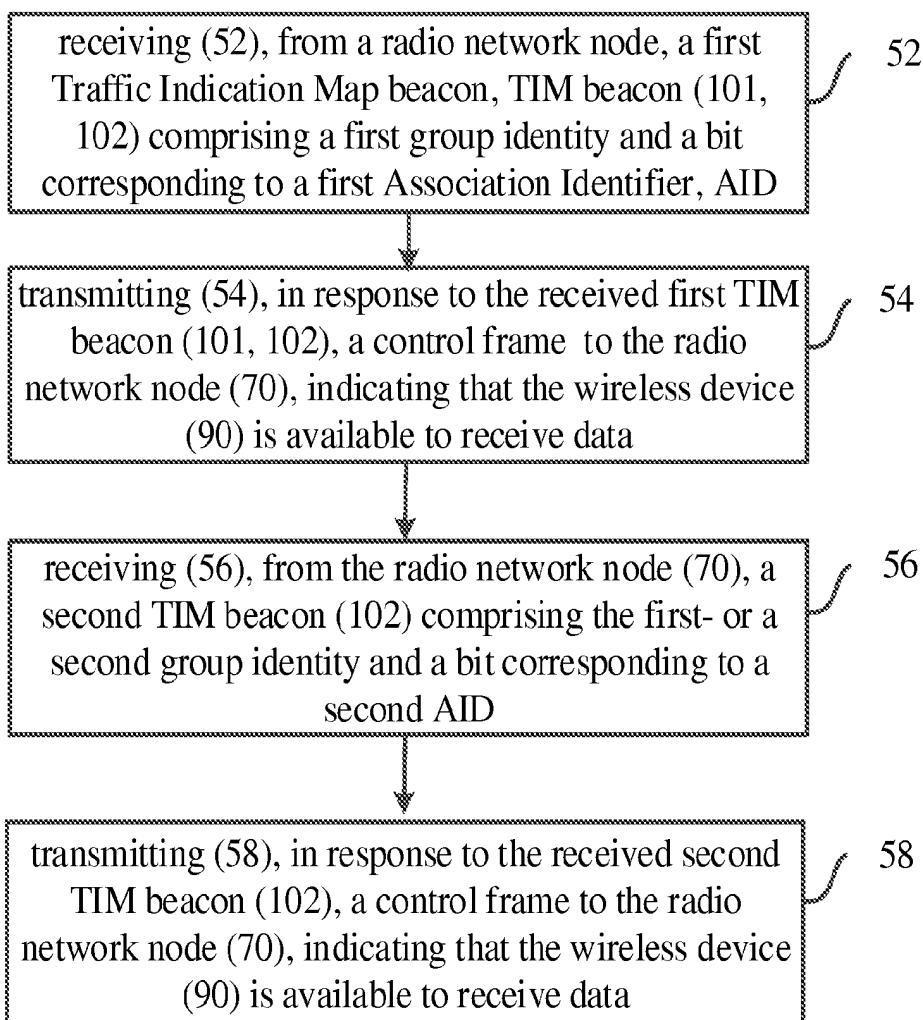 receiving (52), from a radio network node, a first
Traffic Indication Map beacon, TIM beacon (101,
102) comprising a first group identity and a bit
corresponding to a first Association Identifier, AID
52
transmitting (54), in response to the received first TIM
beacon (101, 102), a control frame to the radio
network node (70), indicating that the wireless device
(90) is available to receive data
54
receiving (56), from the radio network node (70), a
second TIM beacon (102) comprising the first- or a
second group identity and a bit corresponding to a
second AID
56
transmitting (58), in response to the received second
TIM beacon (102), a control frame to the radio
network node (70), indicating that the wireless device
(90) is available to receive data
58